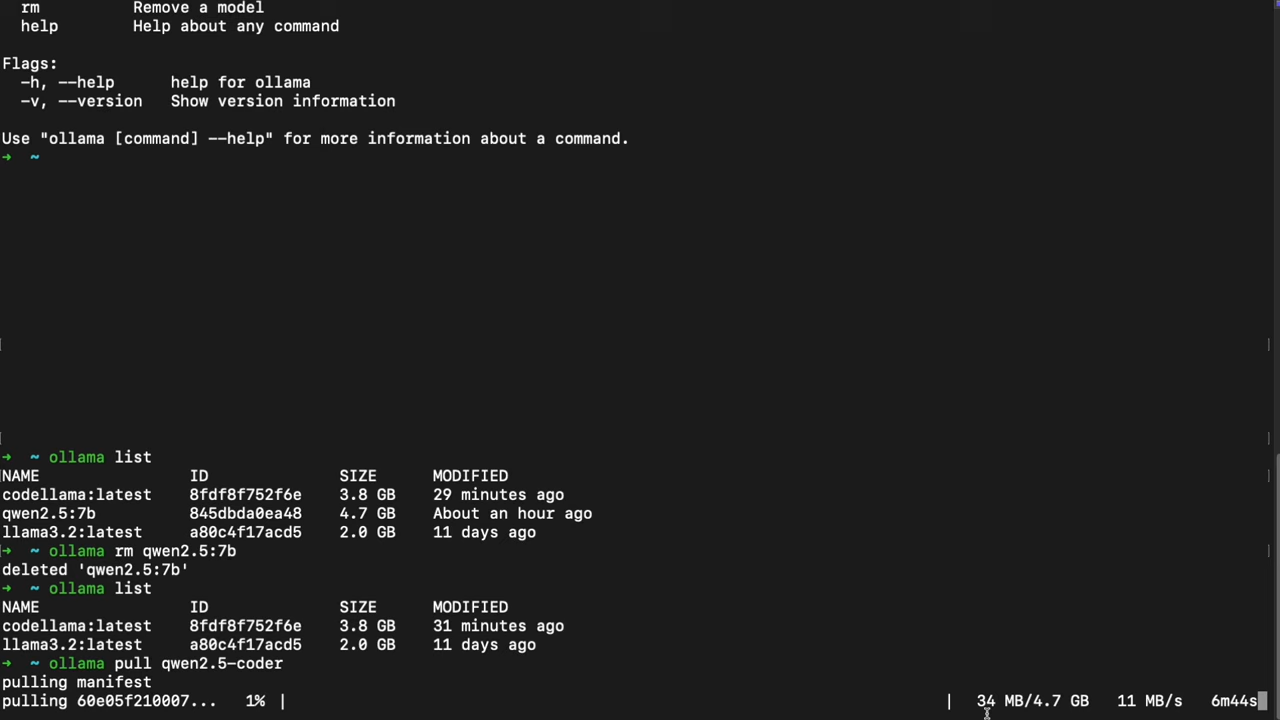 rm          Remove a model
help        Help about any command
Flags:
-h, --help      help for ollama
-v, --version   Show version information
Use "ollama [command] --help" for more information about a command.
➜  ~
➜  ~ ollama list
NAME                ID              SIZE      MODIFIED
codellama:latest    8fdf8f752f6e    3.8 GB    29 minutes ago
qwen2.5:7b          845dbda0ea48    4.7 GB    About an hour ago
llama3.2:latest     a80c4f17acd5    2.0 GB    11 days ago
➜  ~ ollama rm qwen2.5:7b
deleted 'qwen2.5:7b'
➜  ~ ollama list
NAME                ID              SIZE      MODIFIED
codellama:latest    8fdf8f752f6e    3.8 GB    31 minutes ago
llama3.2:latest     a80c4f17acd5    2.0 GB    11 days ago
➜  ~ ollama pull qwen2.5-coder
pulling manifest
pulling 60e05f210007...   1% |                                                                       |  34 MB/4.7 GB   11 MB/s   6m44s